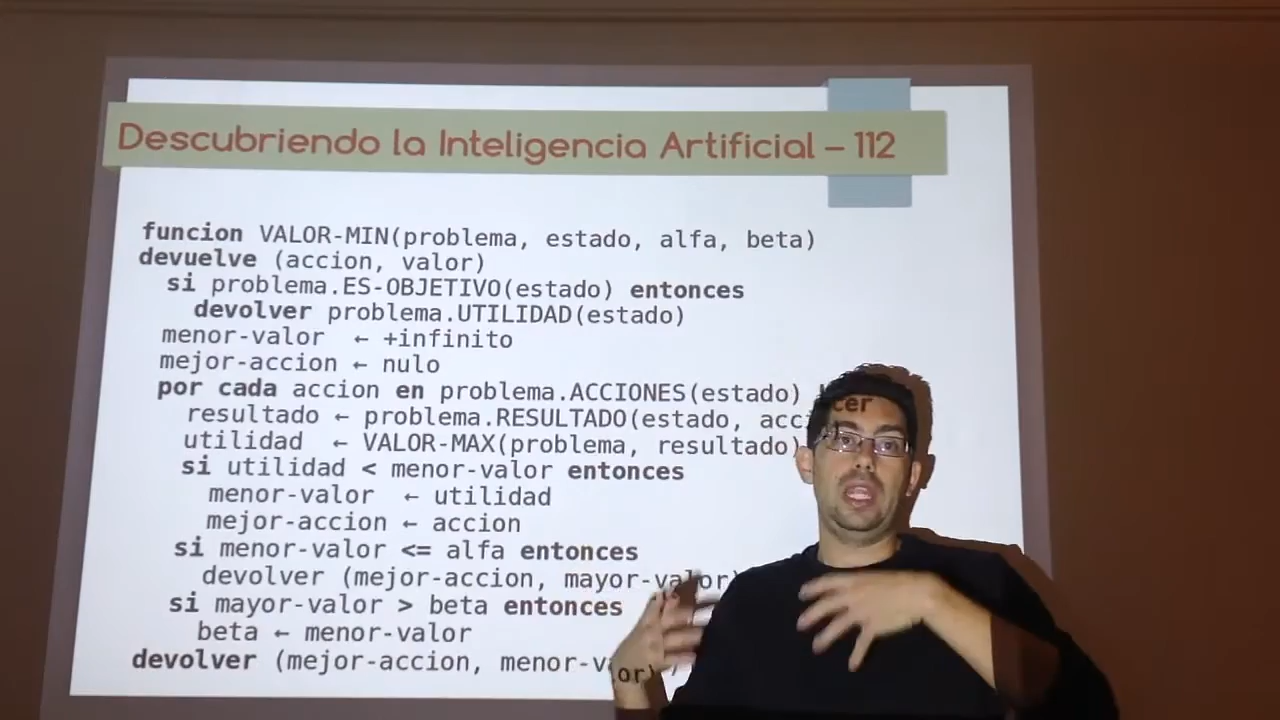 Descubriendo la Inteligencia Artificial – 112
funcion VALOR-MIN(problema, estado, alfa, beta)
devuelve (accion, valor)
si problema.ES-OBJETIVO(estado) entonces
devolver problema.UTILIDAD(estado)
menor-valor ← +infinito
mejor-accion ← nulo
por cada accion en problema.ACCIONES(estado)
resultado ← problema.RESULTADO(estado,
utilidad ← VALOR-MAX(problema, resultado)
si utilidad < menor-valor entonces
menor-valor ← utilidad
mejor-accion ← accion
si menor-valor <= alfa entonces
devolver (mejor-accion, mayor-valor)
si mayor-valor > beta entonces
beta ← menor-valor
devolver (mejor-accion,